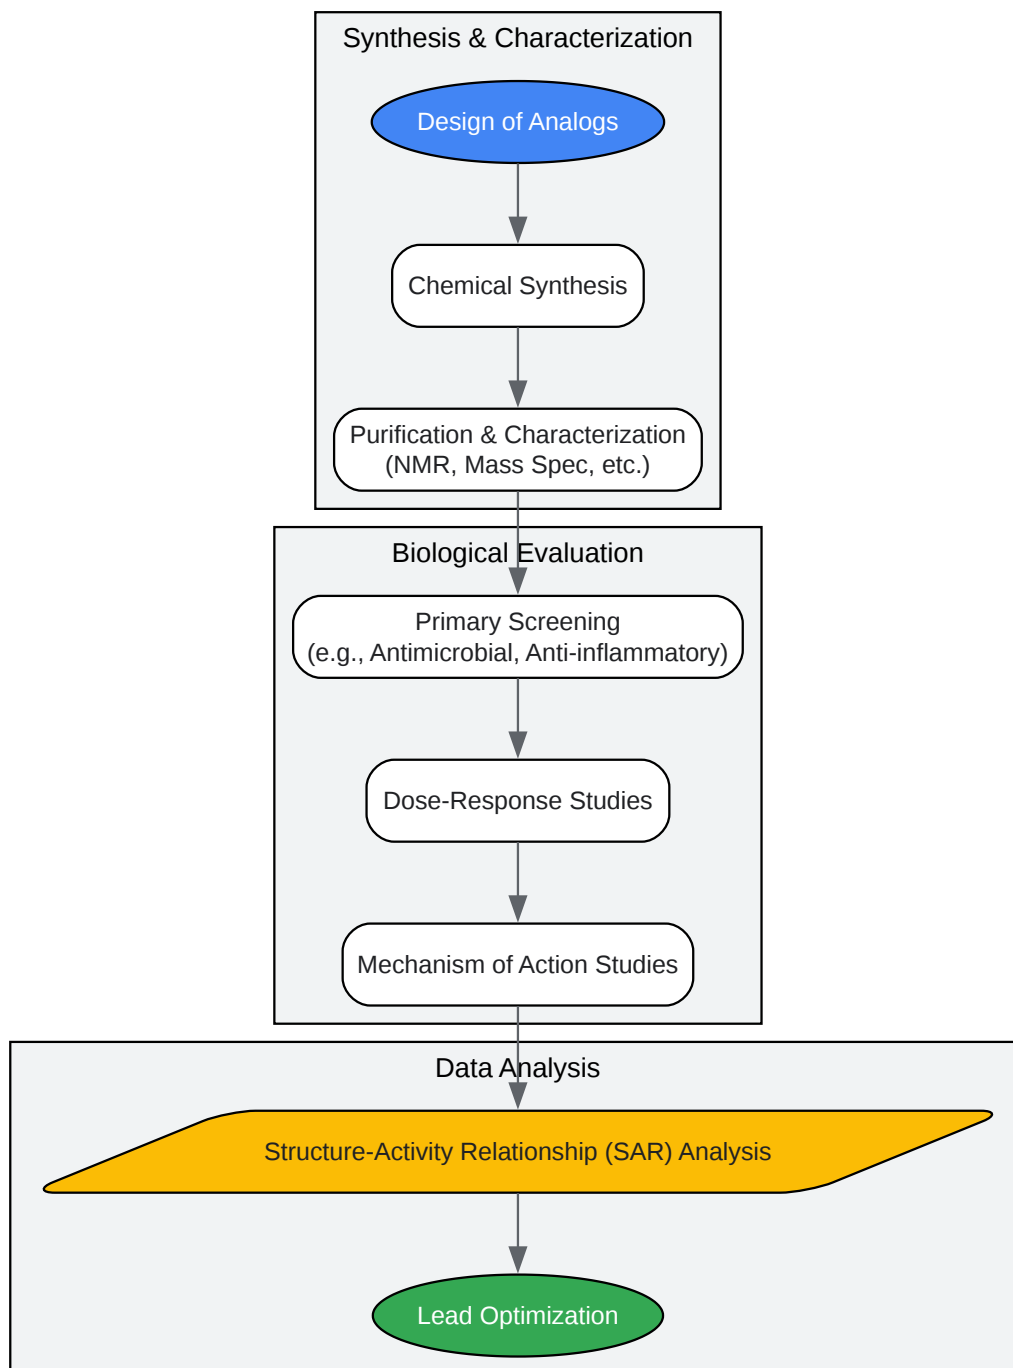 Synthesis & Characterization
Design of Analogs
Chemical Synthesis
Purification & Characterization
(NMR, Mass Spec, etc.)
Biological Evaluation
Primary Screening
(e.g., Antimicrobial, Anti-inflammatory)
Dose-Response Studies
Mechanism of Action Studies
Data Analysis
Structure-Activity Relationship (SAR) Analysis
Lead Optimization